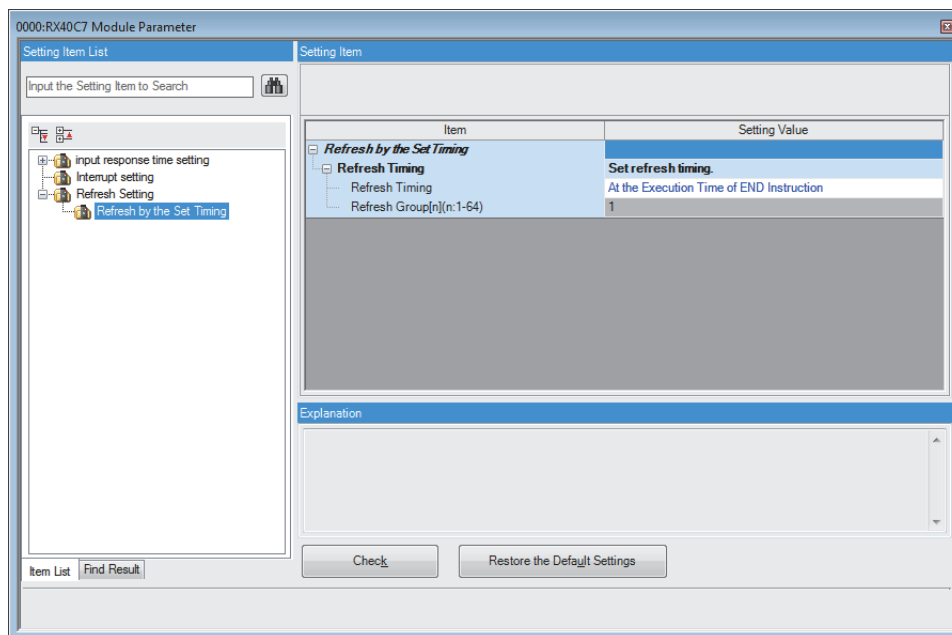 0000:RX40C7 Module Parameter
Setting Item List
Input the Setting Item to Search
input response time setting
Interrupt setting
Refresh Setting
Refresh by the Set Timing
Item List
Find Result
Setting Item
Item Setting Value
Refresh by the Set Timing
Refresh Timing Set refresh timing.
Refresh Timing At the Execution Time of END Instruction
Refresh Group[n](n:1-64) 1
Explanation
Check
Restore the Default Settings